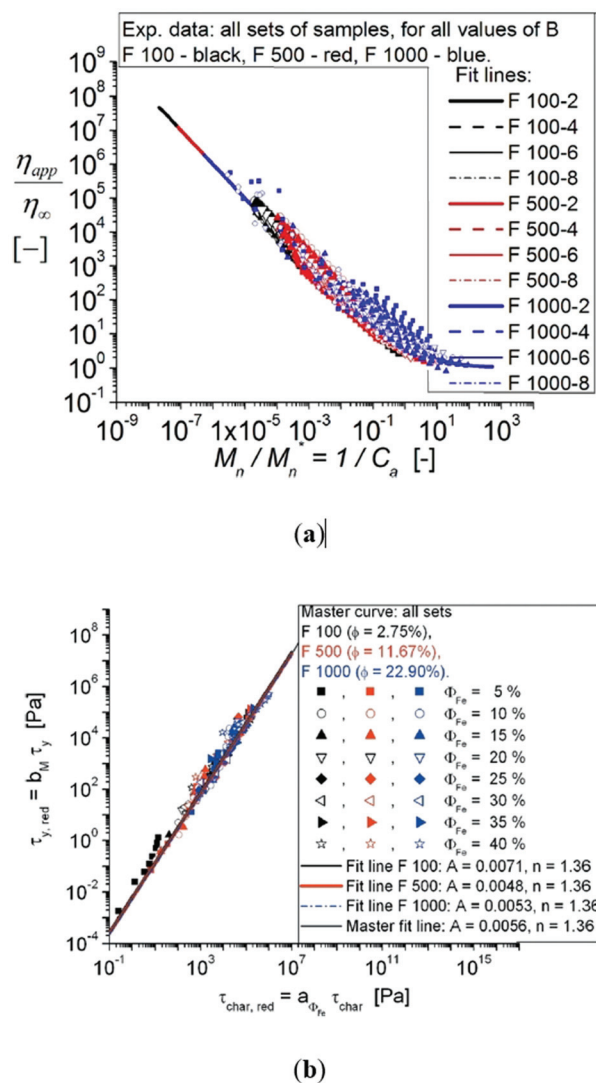 Exp. data: all sets of samples, for all values of B
F 100 - black, F 500 - red, F 1000 - blue.
Fit lines:
F 100-2
F 100-4
F 100-6
F 100-8
F 500-2
F 500-4
F 500-6
F 500-8
F 1000-2
F 1000-4
F 1000-6
F 1000-8
η_app / η_∞ [–]
10^9
10^8
10^7
10^6
10^5
10^4
10^3
10^2
10^1
10^0
10^-1
10^-9 10^-7 1x10^-5 10^-3 10^-1 10^1 10^3
M_n / M_n^* = 1 / C_a [-]
(a)
Master curve: all sets
F 100 (ϕ = 2.75%),
F 500 (ϕ = 11.67%),
F 1000 (ϕ = 22.90%).
, , Φ_Fe = 5 %
, , Φ_Fe = 10 %
, , Φ_Fe = 15 %
, , Φ_Fe = 20 %
, , Φ_Fe = 25 %
, , Φ_Fe = 30 %
, , Φ_Fe = 35 %
, , Φ_Fe = 40 %
Fit line F 100: A = 0.0071, n = 1.36
Fit line F 500: A = 0.0048, n = 1.36
Fit line F 1000: A = 0.0053, n = 1.36
Master fit line: A = 0.0056, n = 1.36
τ_y, red = b_M τ_y [Pa]
10^8
10^6
10^4
10^2
10^0
10^-2
10^-4
10^-1 10^3 10^7 10^11 10^15
τ_char, red = a_Φ_Fe τ_char [Pa]
(b)